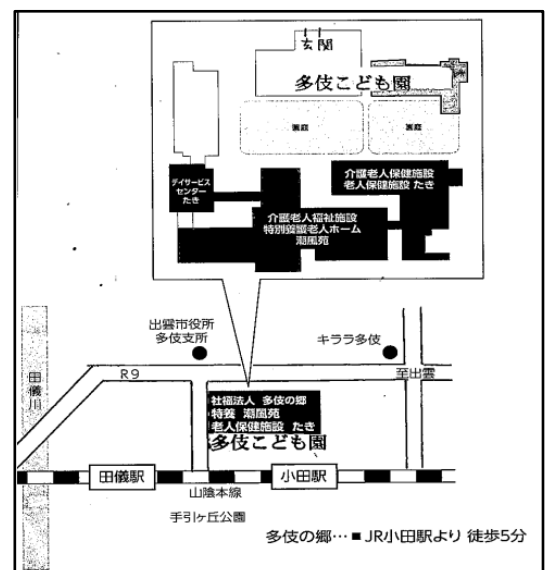 玄関
多伎こども園
園庭
園庭
デイサービス
センター
たき
介護老人保健施設
老人保健施設 たき
介護老人福祉施設
特別養護老人ホーム
潮風苑
出雲市役所
多伎支所
キララ多伎
田儀川
R9
至出雲
社福法人 多伎の郷
特養 潮風苑
老人保健施設 たき
多伎こども園
田儀駅
小田駅
山陰本線
手引ヶ丘公園
多伎の郷…■JR小田駅より 徒歩5分